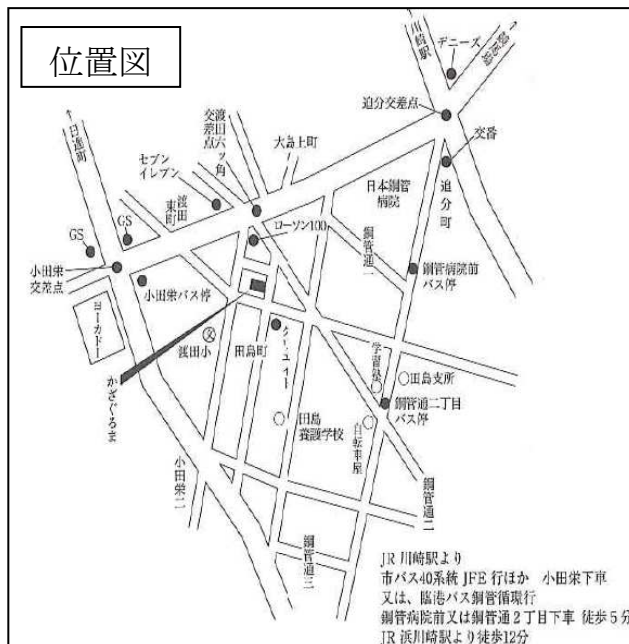 位置図
川崎駅
デニーズ
追分交差点
交番
追分町
日進町
渡田六ツ角
交差点
大島上町
セブン
イレブン
渡田
東町
日本鋼管
病院
ローソン100
GS
GS
鋼管通一
小田栄
交差点
小田栄バス停
鋼管病院前
バス停
ヨーカドー
渡田小
文
田島町
クリエイト
学習塾
田島支所
かざぐるま
田島
養護学校
自転車屋
鋼管通二丁目
バス停
小田栄二
鋼管通二
鋼管通三
JR 川崎駅より
市バス40系統 JFE 行ほか 小田栄下車
又は、臨港バス鋼管循環行
鋼管病院前又は鋼管通2丁目下車 徒歩5分
JR 浜川崎駅より徒歩12分